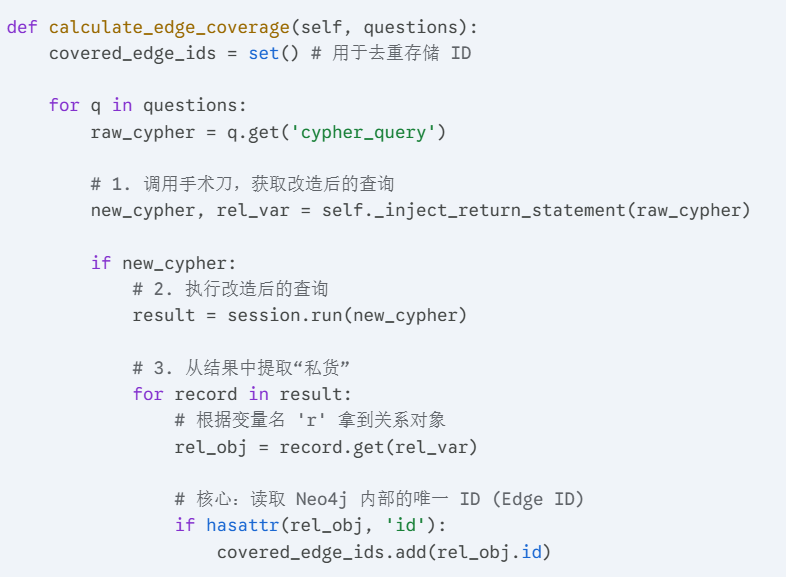 def calculate_edge_coverage(self, questions):
    covered_edge_ids = set() # 用于去重存储 ID

    for q in questions:
        raw_cypher = q.get('cypher_query')

        # 1. 调用手术刀，获取改造后的查询
        new_cypher, rel_var = self._inject_return_statement(raw_cypher)

        if new_cypher:
            # 2. 执行改造后的查询
            result = session.run(new_cypher)

            # 3. 从结果中提取“私货”
            for record in result:
                # 根据变量名 'r' 拿到关系对象
                rel_obj = record.get(rel_var)

                # 核心：读取 Neo4j 内部的唯一 ID (Edge ID)
                if hasattr(rel_obj, 'id'):
                    covered_edge_ids.add(rel_obj.id)